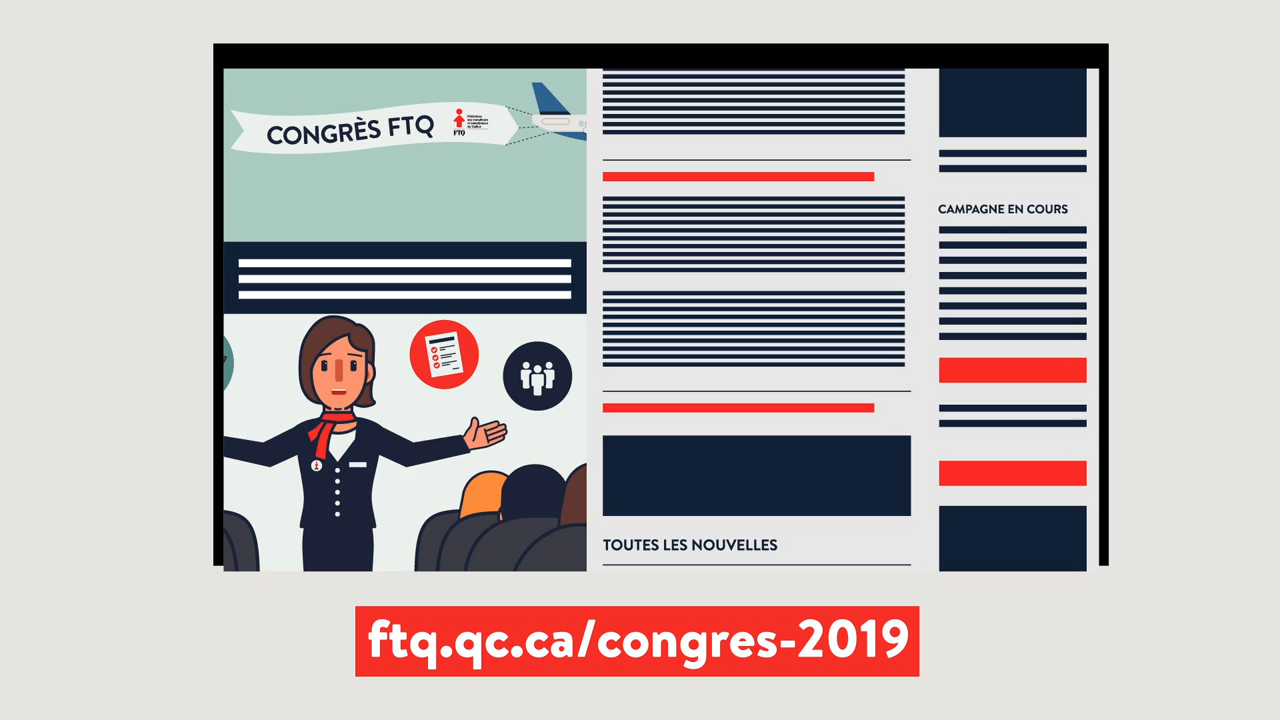 CONGRÈS FTQ
FTQ
CAMPAGNE EN COURS
TOUTES LES NOUVELLES
ftq.qc.ca/congres-2019